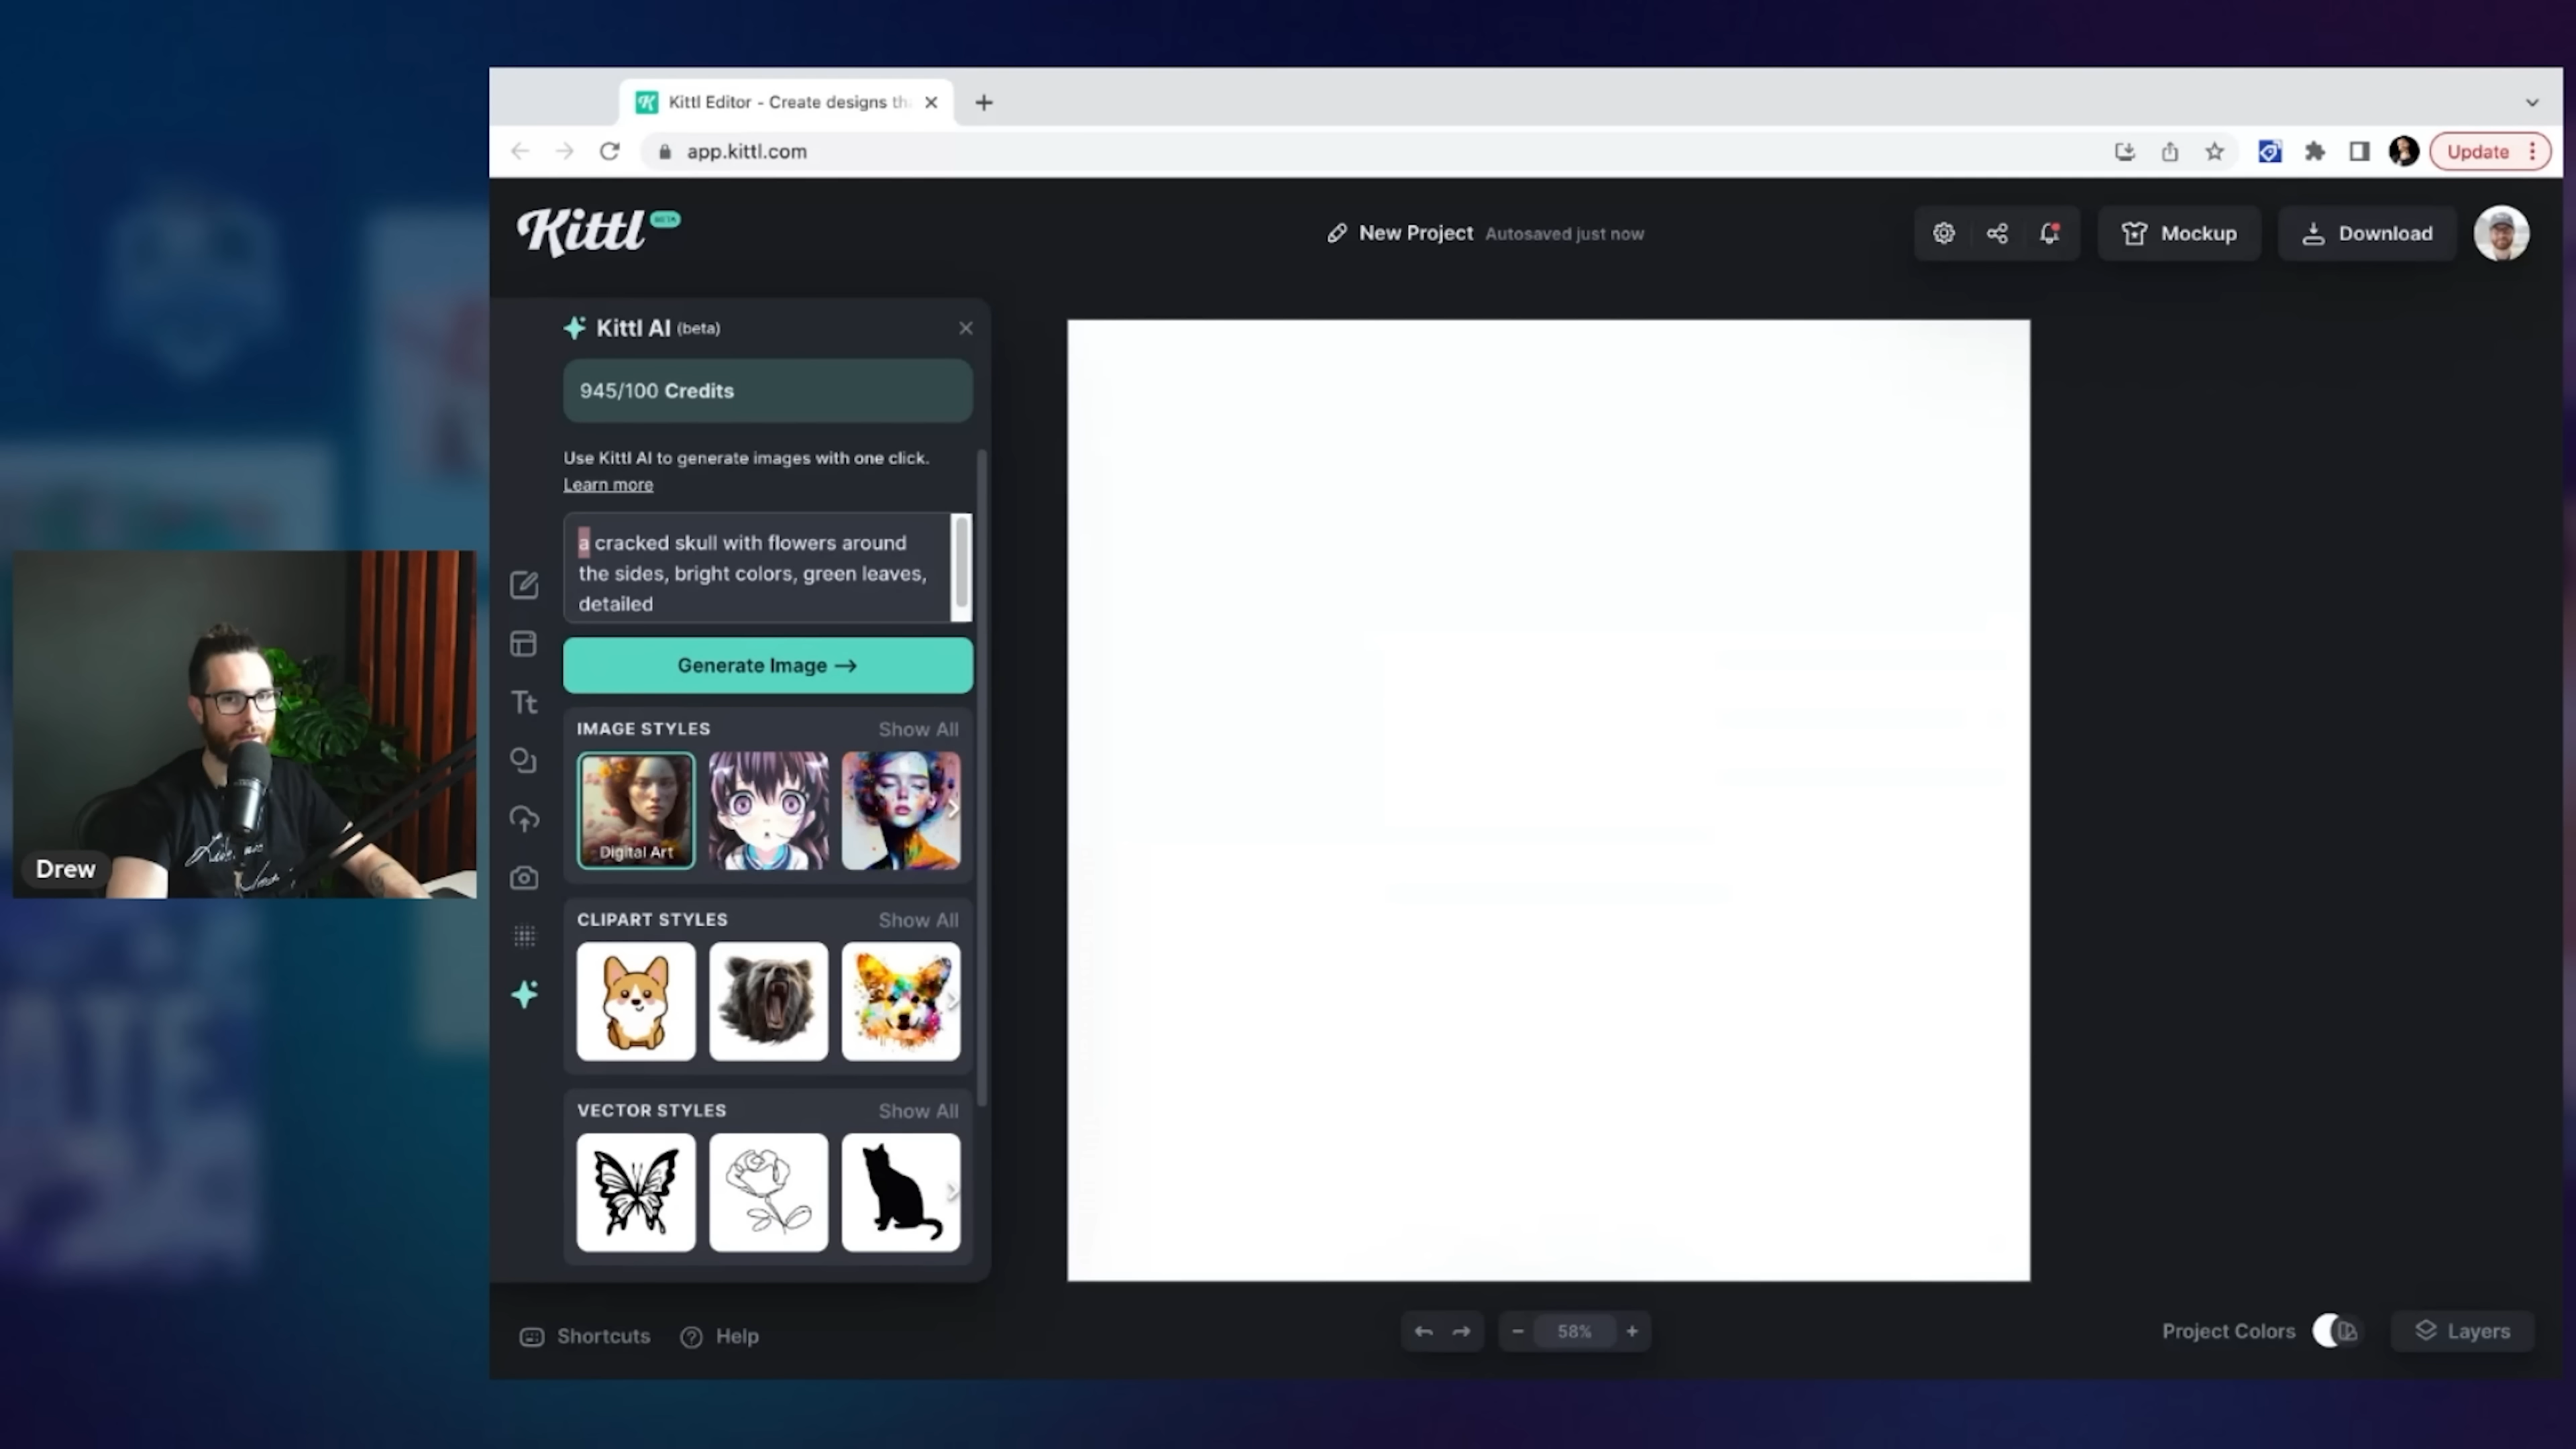 Kittl Editor - Create designs tha
app.kittl.com
Update
Kittl BETA
New Project Autosaved just now
Mockup
Download
Kittl AI (beta)
945/100 Credits
Use Kittl AI to generate images with one click.
Learn more
a cracked skull with flowers around
the sides, bright colors, green leaves,
detailed
Generate Image →
IMAGE STYLES Show All
Digital Art
CLIPART STYLES Show All
VECTOR STYLES Show All
Tt
Drew
Shortcuts
Help
58%
Project Colors
Layers